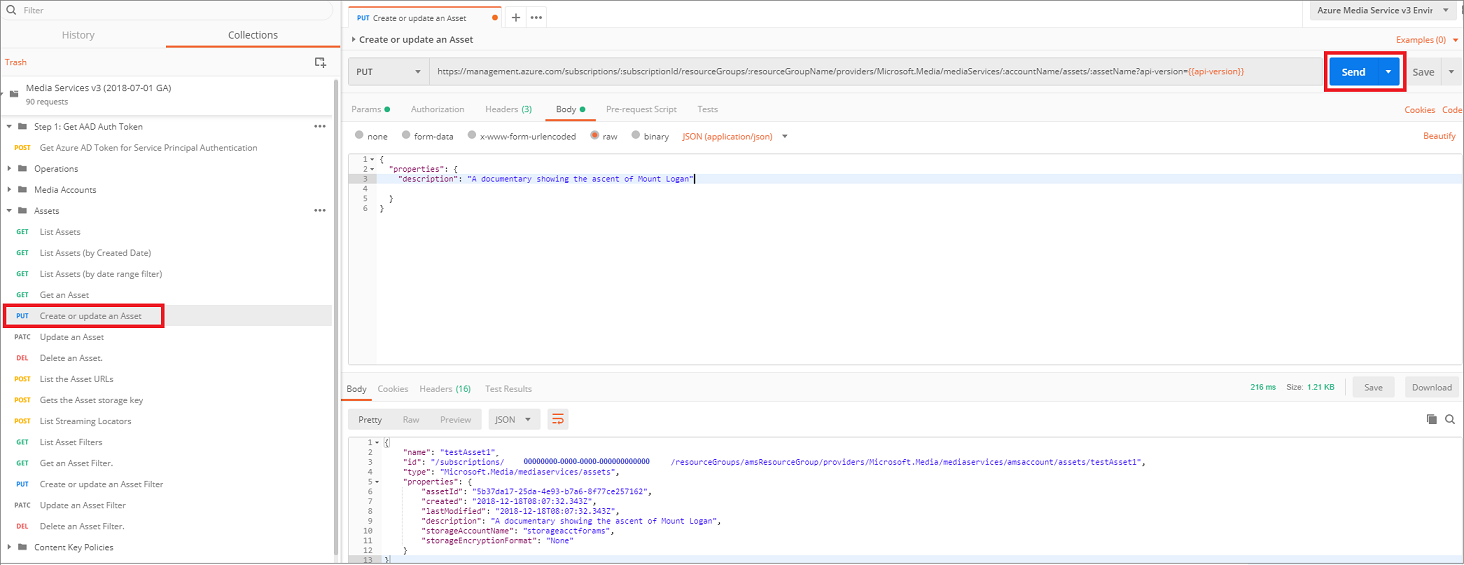 Filter
History
Collections
Trash
Media Services v3 (2018-07-01 GA)
90 requests
Step 1: Get AAD Auth Token
POST Get Azure AD Token for Service Principal Authentication
Operations
Media Accounts
Assets
GET List Assets
GET List Assets (by Created Date)
GET List Assets (by date range filter)
GET Get an Asset
PUT Create or update an Asset
PATC Update an Asset
DEL Delete an Asset.
POST List the Asset URLs
POST Gets the Asset storage key
POST List Streaming Locators
GET List Asset Filters
GET Get an Asset Filter.
PUT Create or update an Asset Filter
PATC Update an Asset Filter
DEL Delete an Asset Filter.
Content Key Policies
PUT Create or update an Asset
Azure Media Service v3 Envir
Create or update an Asset
Examples (0)
PUT https://management.azure.com/subscriptions/:subscriptionId/resourceGroups/:resourceGroupName/providers/Microsoft.Media/mediaServices/:accountName/assets/:assetName?api-version={{api-version}} Send Save
Params Authorization Headers (3) Body Pre-request Script Tests Cookies Code
none form-data x-www-form-urlencoded raw binary JSON (application/json) Beautify
1 {
2 "properties": {
3 "description": "A documentary showing the ascent of Mount Logan"
4
5 }
6 }
Body Cookies Headers (16) Test Results 216 ms Size: 1.21 KB Save Download
Pretty Raw Preview JSON
1 {
2 "name": "testAsset1",
3 "id": "/subscriptions/ 00000000-0000-0000-000000000000 /resourceGroups/amsResourceGroup/providers/Microsoft.Media/mediaservices/amsaccount/assets/testAsset1",
4 "type": "Microsoft.Media/mediaservices/assets",
5 "properties": {
6 "assetId": "5b37da17-25da-4e93-b7a6-8f77ce257162",
7 "created": "2018-12-18T08:07:32.343Z",
8 "lastModified": "2018-12-18T08:07:32.343Z",
9 "description": "A documentary showing the ascent of Mount Logan",
10 "storageAccountName": "storageacctforams",
11 "storageEncryptionFormat": "None"
12 }
13 }